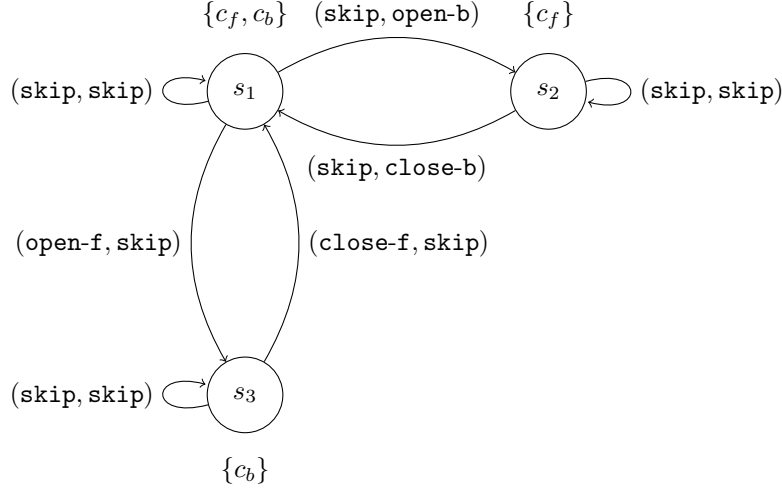 {c_f, c_b}
(skip, open-b)
{c_f}
(skip, skip)
s_1
s_2
(skip, skip)
(skip, close-b)
(open-f, skip)
(close-f, skip)
(skip, skip)
s_3
{c_b}